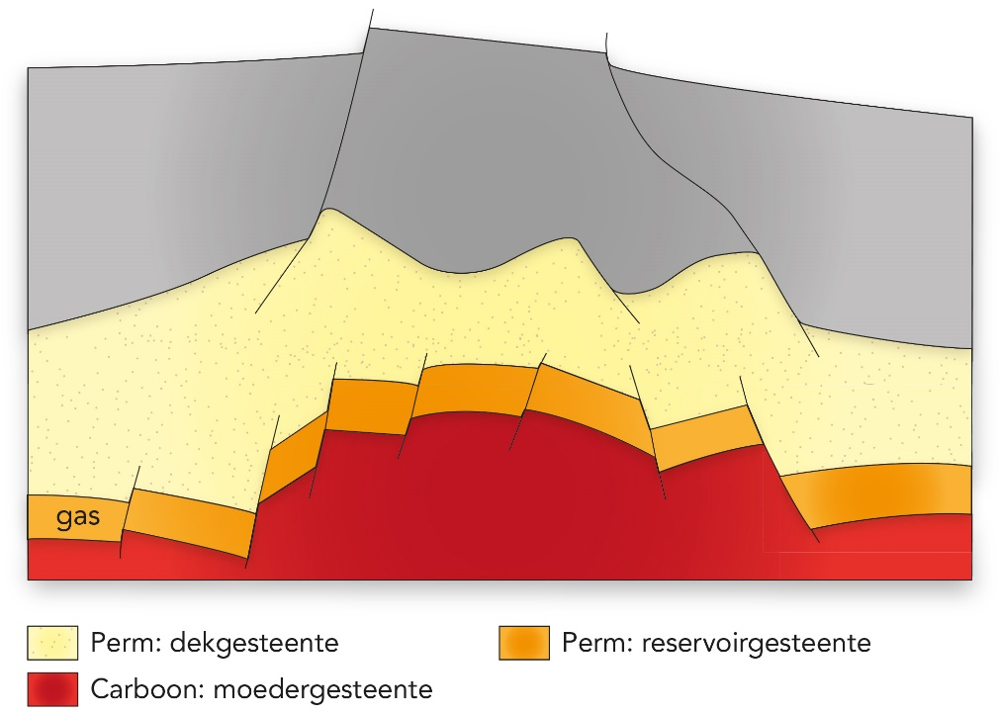 gas
Perm: dekgesteente
Perm: reservoirgesteente
Carboon: moedergesteente